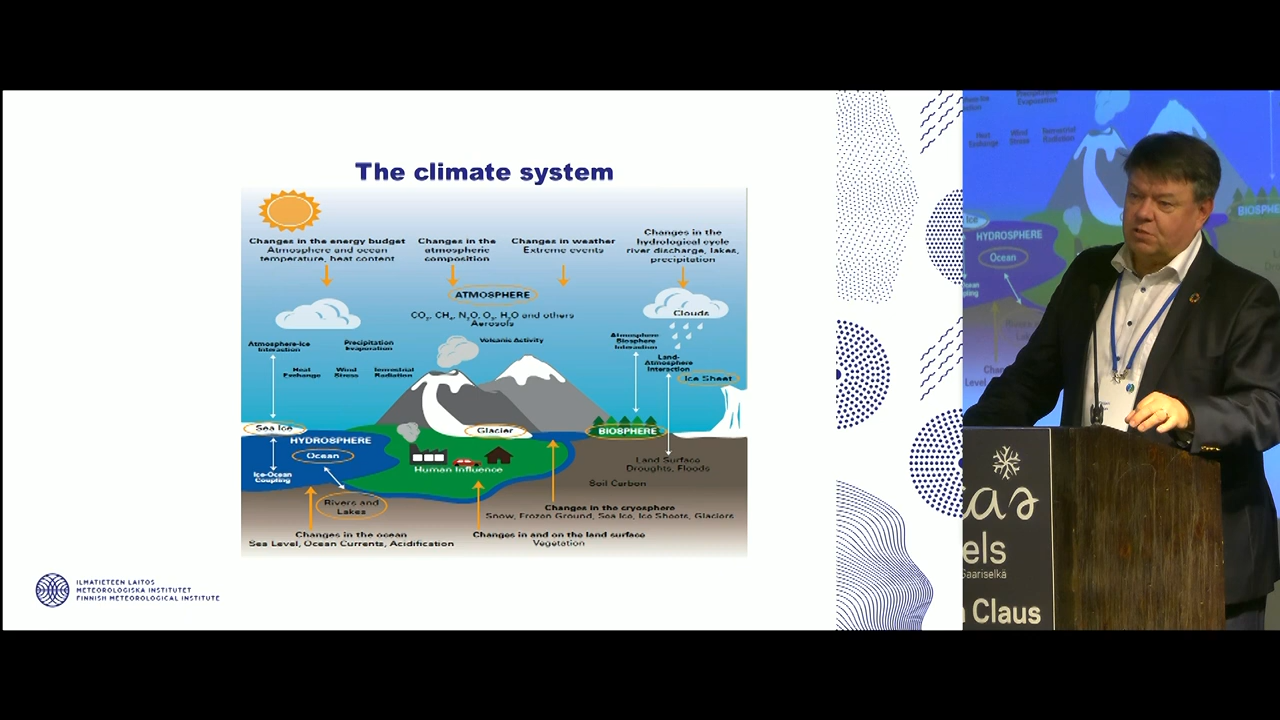 The climate system
Changes in the energy budget
Atmosphere and ocean
temperature, heat content
Changes in the
atmospheric
composition
Changes in weather
Extreme events
Changes in the
hydrological cycle
river discharge, lakes,
precipitation
ATMOSPHERE
CO₂, CH₄, N₂O, O₃, H₂O and others
Aerosols
Clouds
Atmosphere-Ice
Interaction
Precipitation
Evaporation
Volcanic Activity
Atmosphere-
Biosphere
Interaction
Land-
Atmosphere
Interaction
Heat
Exchange
Wind
Stress
Terrestrial
Radiation
Ice Sheet
Sea Ice
HYDROSPHERE
Ocean
Glacier
BIOSPHERE
Ice-Ocean
Coupling
Human Influence
Land Surface
Droughts, Floods
Soil Carbon
Rivers and
Lakes
Changes in the cryosphere
Snow, Frozen Ground, Sea Ice, Ice Sheets, Glaciers
Changes in the ocean
Sea Level, Ocean Currents, Acidification
Changes in and on the land surface
Vegetation
ILMATIETEEN LAITOS
METEOROLOGISKA INSTITUTET
FINNISH METEOROLOGICAL INSTITUTE
Precipitation
Evaporation
Heat
Exchange
Wind
Stress
Terrestrial
Radiation
Ice
BIOSPHE
HYDROSPHERE
Ocean
els
Saariselkä
Claus